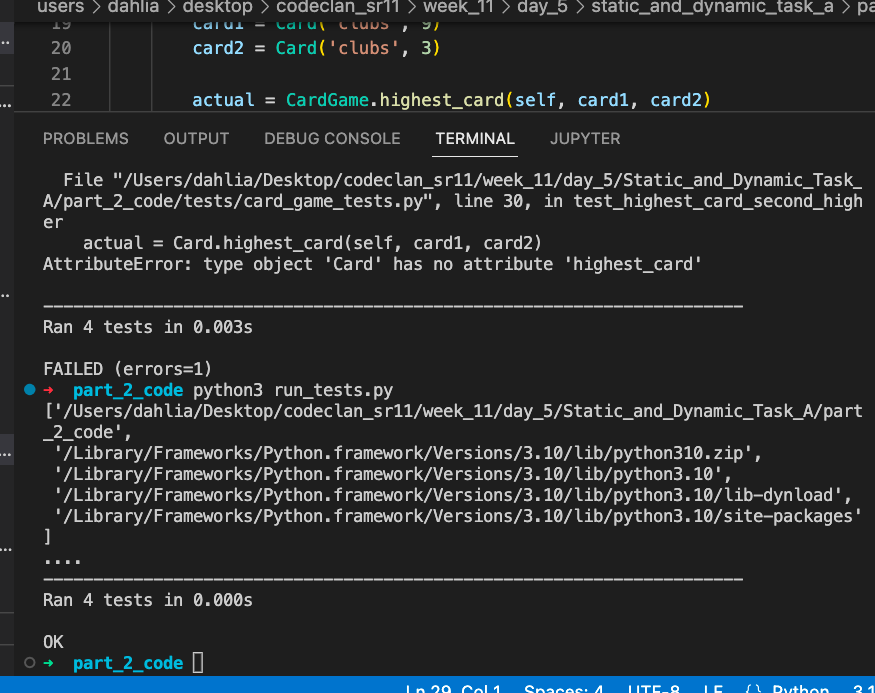 users > dahlia > desktop > codeclan_sr11 > week_11 > day_5 > static_and_dynamic_task_a > pa
19 card1 = Card('clubs', 9)
20 card2 = Card('clubs', 3)
21
22 actual = CardGame.highest_card(self, card1, card2)
PROBLEMS OUTPUT DEBUG CONSOLE TERMINAL JUPYTER
File "/Users/dahlia/Desktop/codeclan_sr11/week_11/day_5/Static_and_Dynamic_Task_
A/part_2_code/tests/card_game_tests.py", line 30, in test_highest_card_second_high
er
actual = Card.highest_card(self, card1, card2)
AttributeError: type object 'Card' has no attribute 'highest_card'
----------------------------------------------------------------------
Ran 4 tests in 0.003s
FAILED (errors=1)
→ part_2_code python3 run_tests.py
['/Users/dahlia/Desktop/codeclan_sr11/week_11/day_5/Static_and_Dynamic_Task_A/part
_2_code',
'/Library/Frameworks/Python.framework/Versions/3.10/lib/python310.zip',
'/Library/Frameworks/Python.framework/Versions/3.10/lib/python3.10',
'/Library/Frameworks/Python.framework/Versions/3.10/lib/python3.10/lib-dynload',
'/Library/Frameworks/Python.framework/Versions/3.10/lib/python3.10/site-packages'
]
....
----------------------------------------------------------------------
Ran 4 tests in 0.000s
OK
→ part_2_code
Ln 29, Col 1 Spaces: 4 UTF-8 LF {} Python 3.1